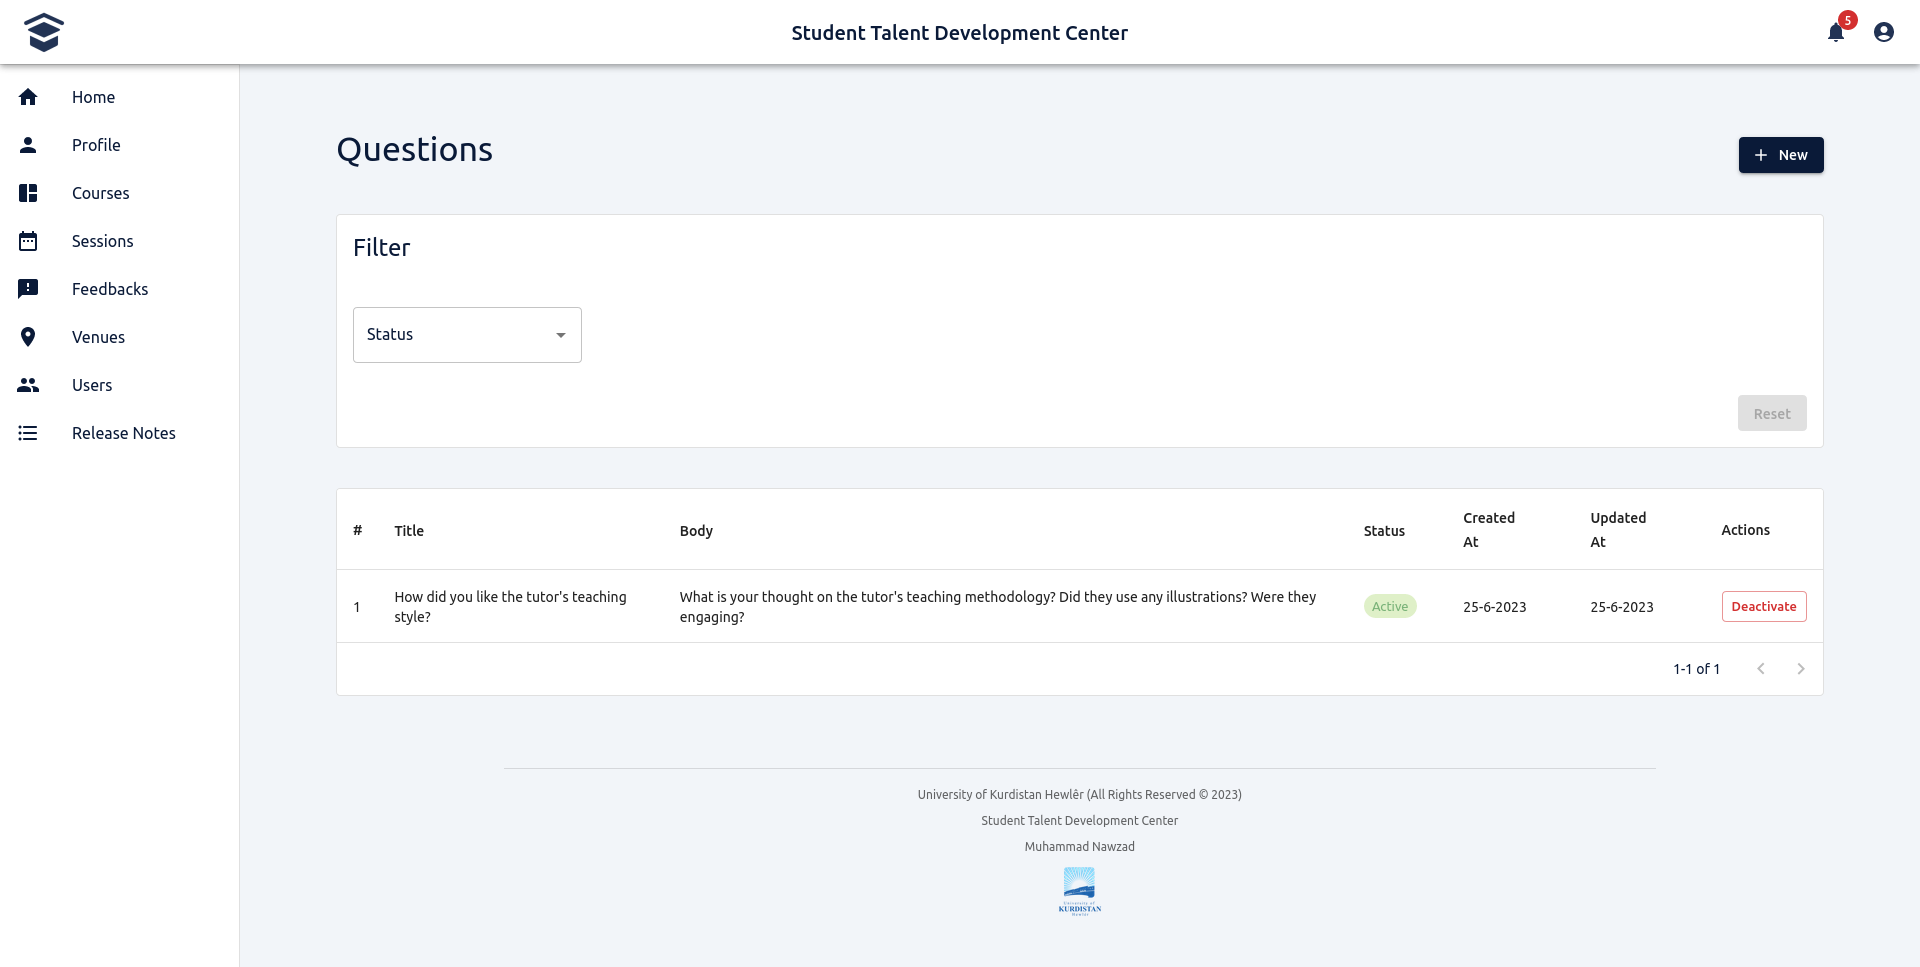 Student Talent Development Center
5
Home
Profile
Courses
Sessions
Feedbacks
Venues
Users
Release Notes
Questions
New
Filter
Status
Reset
# Title Body Status Created At Updated At Actions
1 How did you like the tutor's teaching style? What is your thought on the tutor's teaching methodology? Did they use any illustrations? Were they engaging? Active 25-6-2023 25-6-2023 Deactivate
1-1 of 1
University of Kurdistan Hewlêr (All Rights Reserved © 2023)
Student Talent Development Center
Muhammad Nawzad
University of
KURDISTAN
Hewler